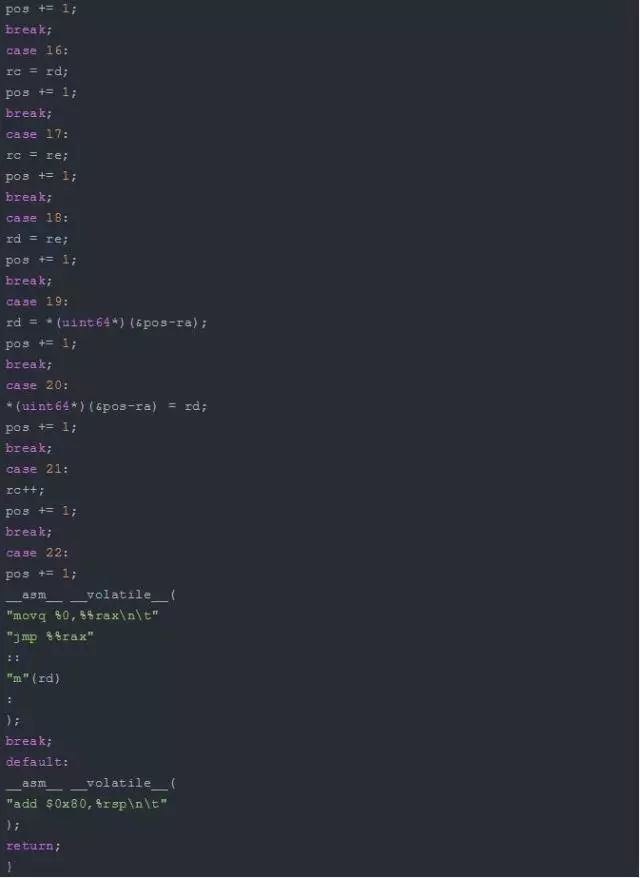 pos += 1;
break;
case 16:
rc = rd;
pos += 1;
break;
case 17:
rc = re;
pos += 1;
break;
case 18:
rd = re;
pos += 1;
break;
case 19:
rd = *(uint64*)(&pos-ra);
pos += 1;
break;
case 20:
*(uint64*)(&pos-ra) = rd;
pos += 1;
break;
case 21:
rc++;
pos += 1;
break;
case 22:
pos += 1;
__asm__ __volatile__(
"movq %0,%%rax\n\t"
"jmp %%rax"
::
"m"(rd)
:
);
break;
default:
__asm__ __volatile__(
"add $0x80,%rsp\n\t"
);
return;
}